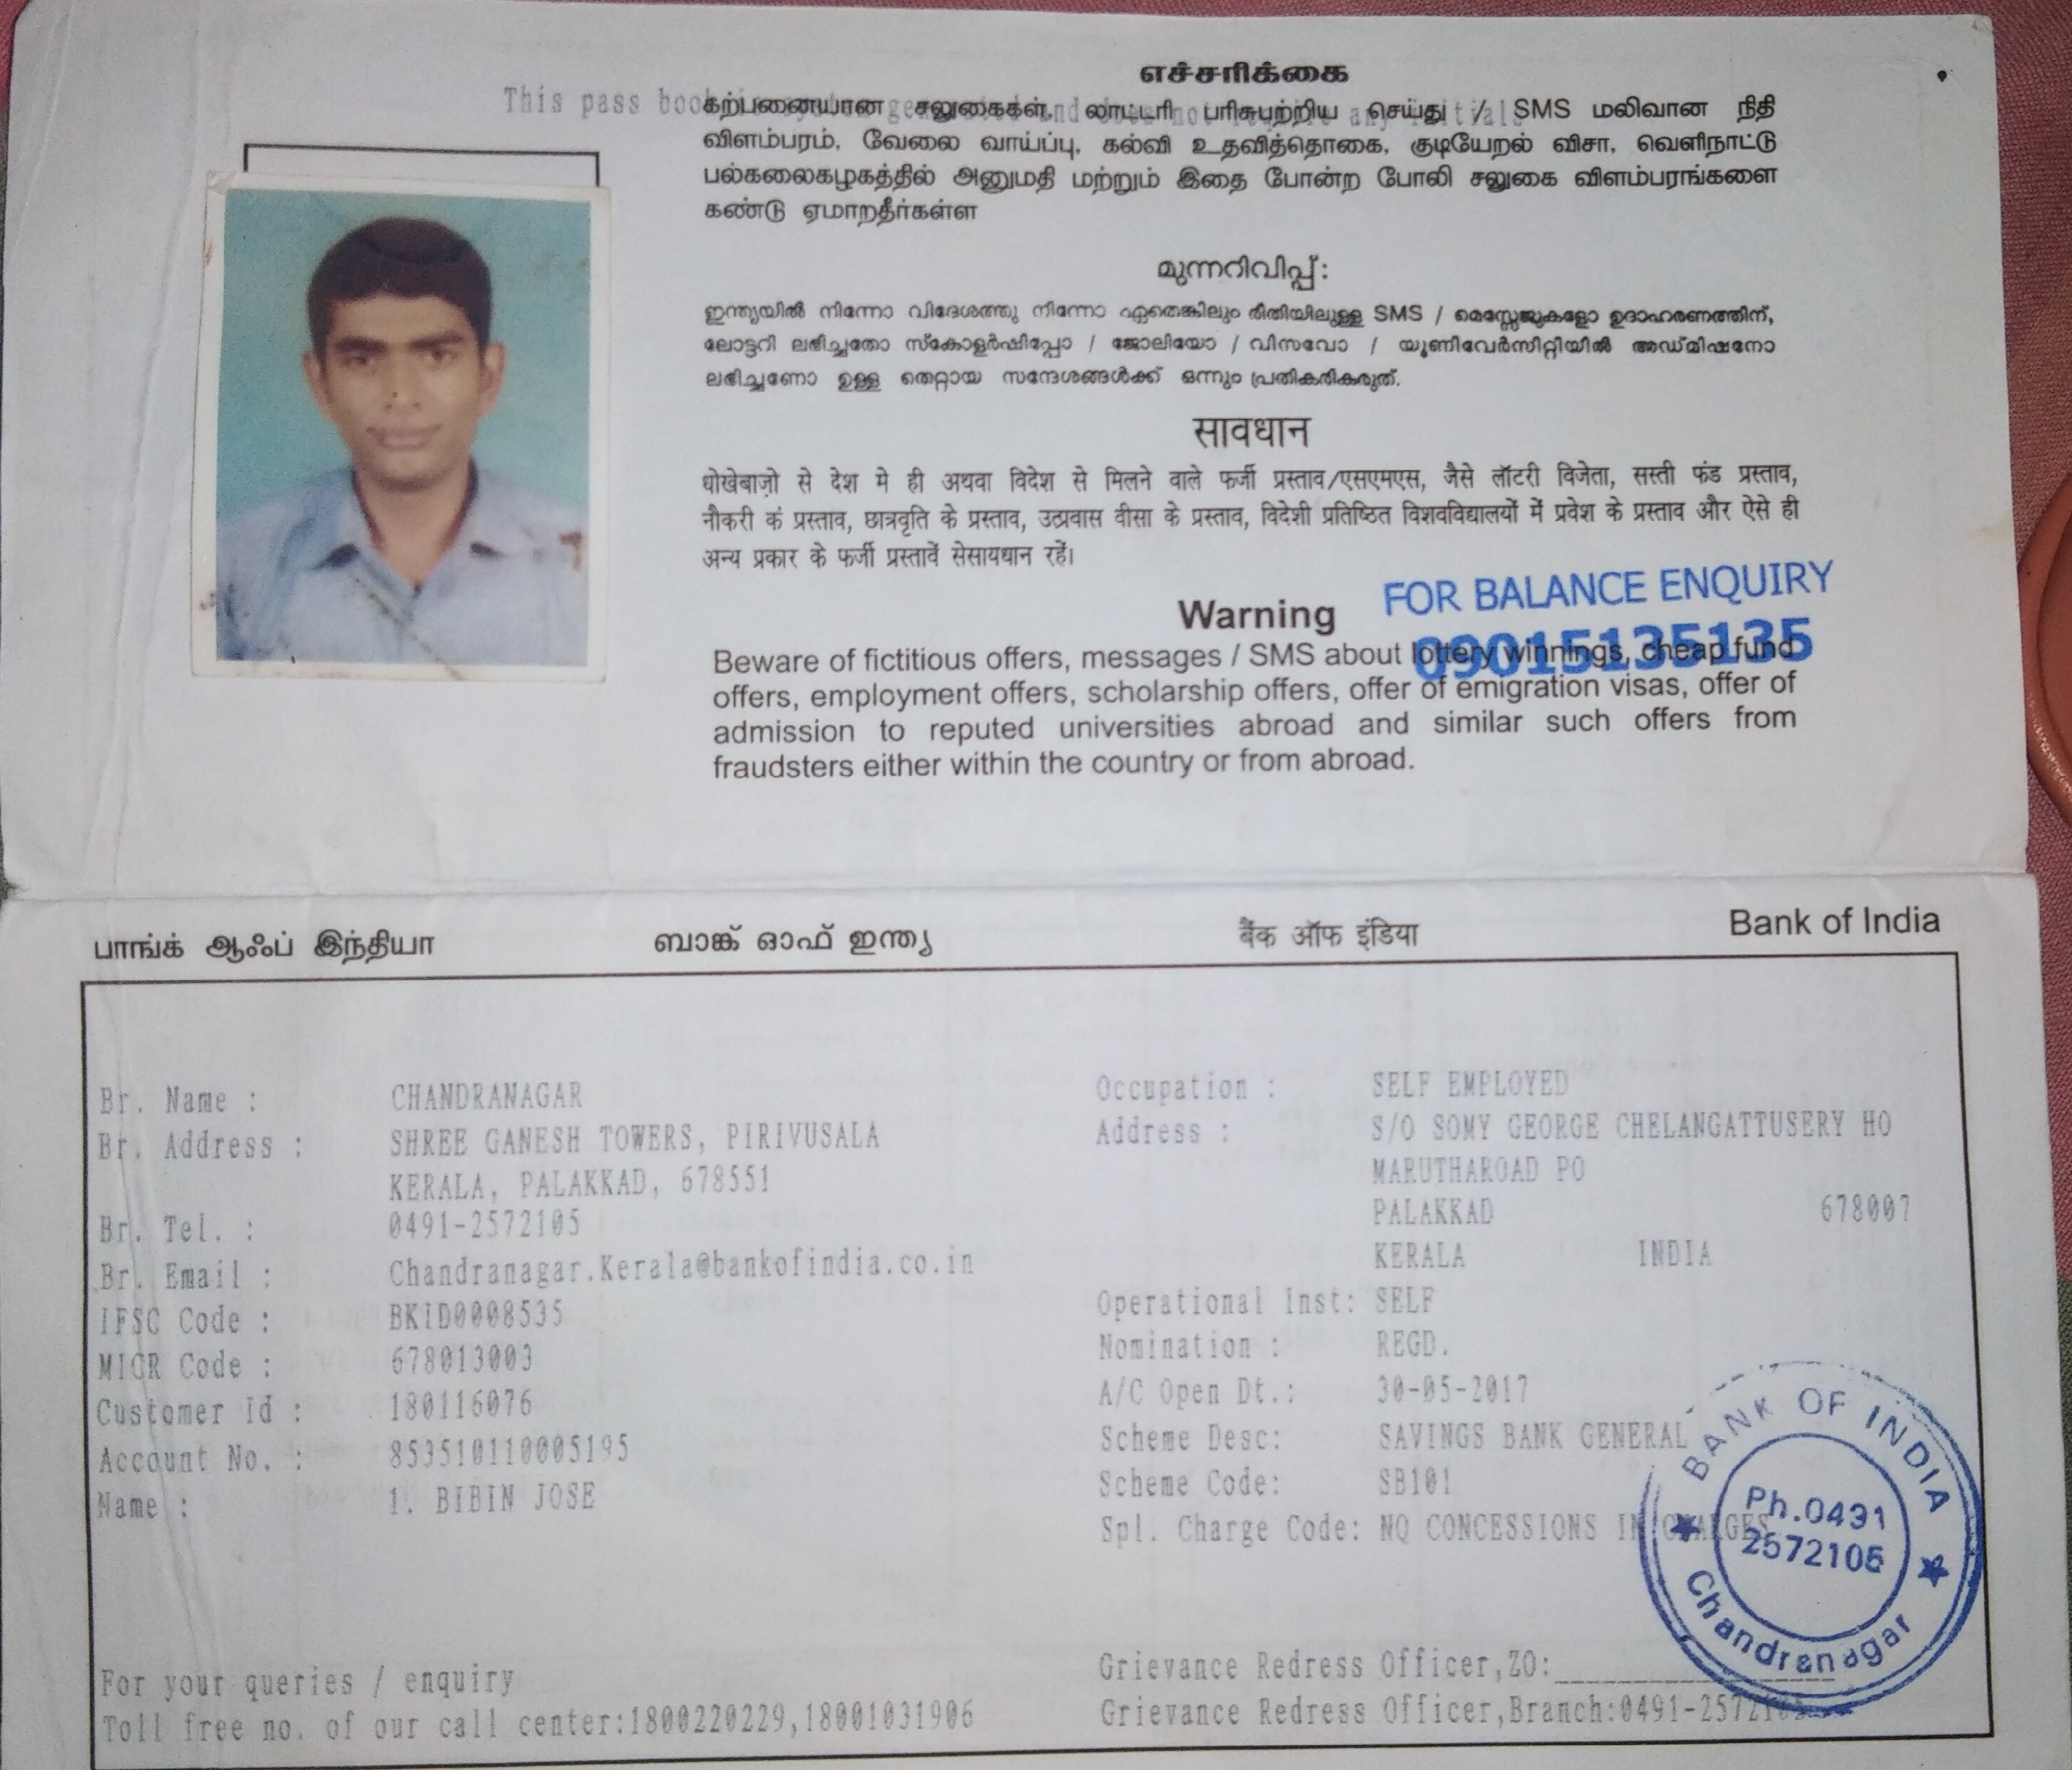 எச்சரிக்கை
This pass book
கற்பனையான சலுகைகள், லாட்டரி பரிசுபற்றிய செய்து / SMS மலிவான நிதி
விளம்பரம். வேலை வாய்ப்பு, கல்வி உதவித்தொகை, குடியேறல் விசா, வெளிநாட்டு
பல்கலைகழகத்தில் அனுமதி மற்றும் இதை போன்ற போலி சலுகை விளம்பரங்களை
கண்டு ஏமாறதீர்கள்ள
മുന്നറിവിപ്പ്:
ഇന്ത്യയിൽ നിന്നോ വിദേശത്തു നിന്നോ ഏതെങ്കിലും രീതിയിലുള്ള SMS / മെസ്സേജുകളോ ഉദാഹരണത്തിന്,
ലോട്ടറി ലഭിച്ചതോ സ്കോളർഷിപ്പോ / ജോലിയോ / വിസവോ / യൂണിവേർസിറ്റിയിൽ അഡ്മിഷനോ
ലഭിച്ചണോ ഉള്ള തെറ്റായ സന്ദേശങ്ങൾക്ക് ഒന്നും പ്രതികരികരുത്.
सावधान
धोखेबाज़ो से देश मे ही अथवा विदेश से मिलने वाले फर्जी प्रस्ताव/एसएमएस, जैसे लॉटरी विजेता, सस्ती फंड प्रस्ताव,
नौकरी कं प्रस्ताव, छात्रवृति के प्रस्ताव, उत्प्रवास वीसा के प्रस्ताव, विदेशी प्रतिष्ठित विशवविद्यालयों में प्रवेश के प्रस्ताव और ऐसे ही
अन्य प्रकार के फर्जी प्रस्तावें सेसायधान रहें।
FOR BALANCE ENQUIRY
09015135135
Warning
Beware of fictitious offers, messages / SMS about lottery winnings, cheap fund
offers, employment offers, scholarship offers, offer of emigration visas, offer of
admission to reputed universities abroad and similar such offers from
fraudsters either within the country or from abroad.
பாங்க் ஆஃப் இந்தியா ബാങ്ക് ഓഫ് ഇന്ത്യ बैंक ऑफ इंडिया Bank of India
Br. Name : CHANDRANAGAR
Br. Address : SHREE GANESH TOWERS, PIRIVUSALA
KERALA, PALAKKAD, 678551
Br. Tel. : 0491-2572105
Br. Email : Chandranagar.Kerala@bankofindia.co.in
IFSC Code : BKID0008535
MICR Code : 678013003
Customer Id : 180116076
Account No. : 853510110005195
Name : 1. BIBIN JOSE
Occupation : SELF EMPLOYED
Address : S/O SOMY GEORGE CHELANGATTUSERY HO
MARUTHAROAD PO
PALAKKAD 678007
KERALA INDIA
Operational Inst: SELF
Nomination : REGD.
A/C Open Dt.: 30-05-2017
Scheme Desc: SAVINGS BANK GENERAL
Scheme Code: SB101
Spl. Charge Code: NO CONCESSIONS IN CHARGES
BANK OF INDIA
Ph.0491
2572105
Chandranagar
For your queries / enquiry
Toll free no. of our call center:1800220229,18001031906
Grievance Redress Officer,ZO:
Grievance Redress Officer,Branch:0491-2572105